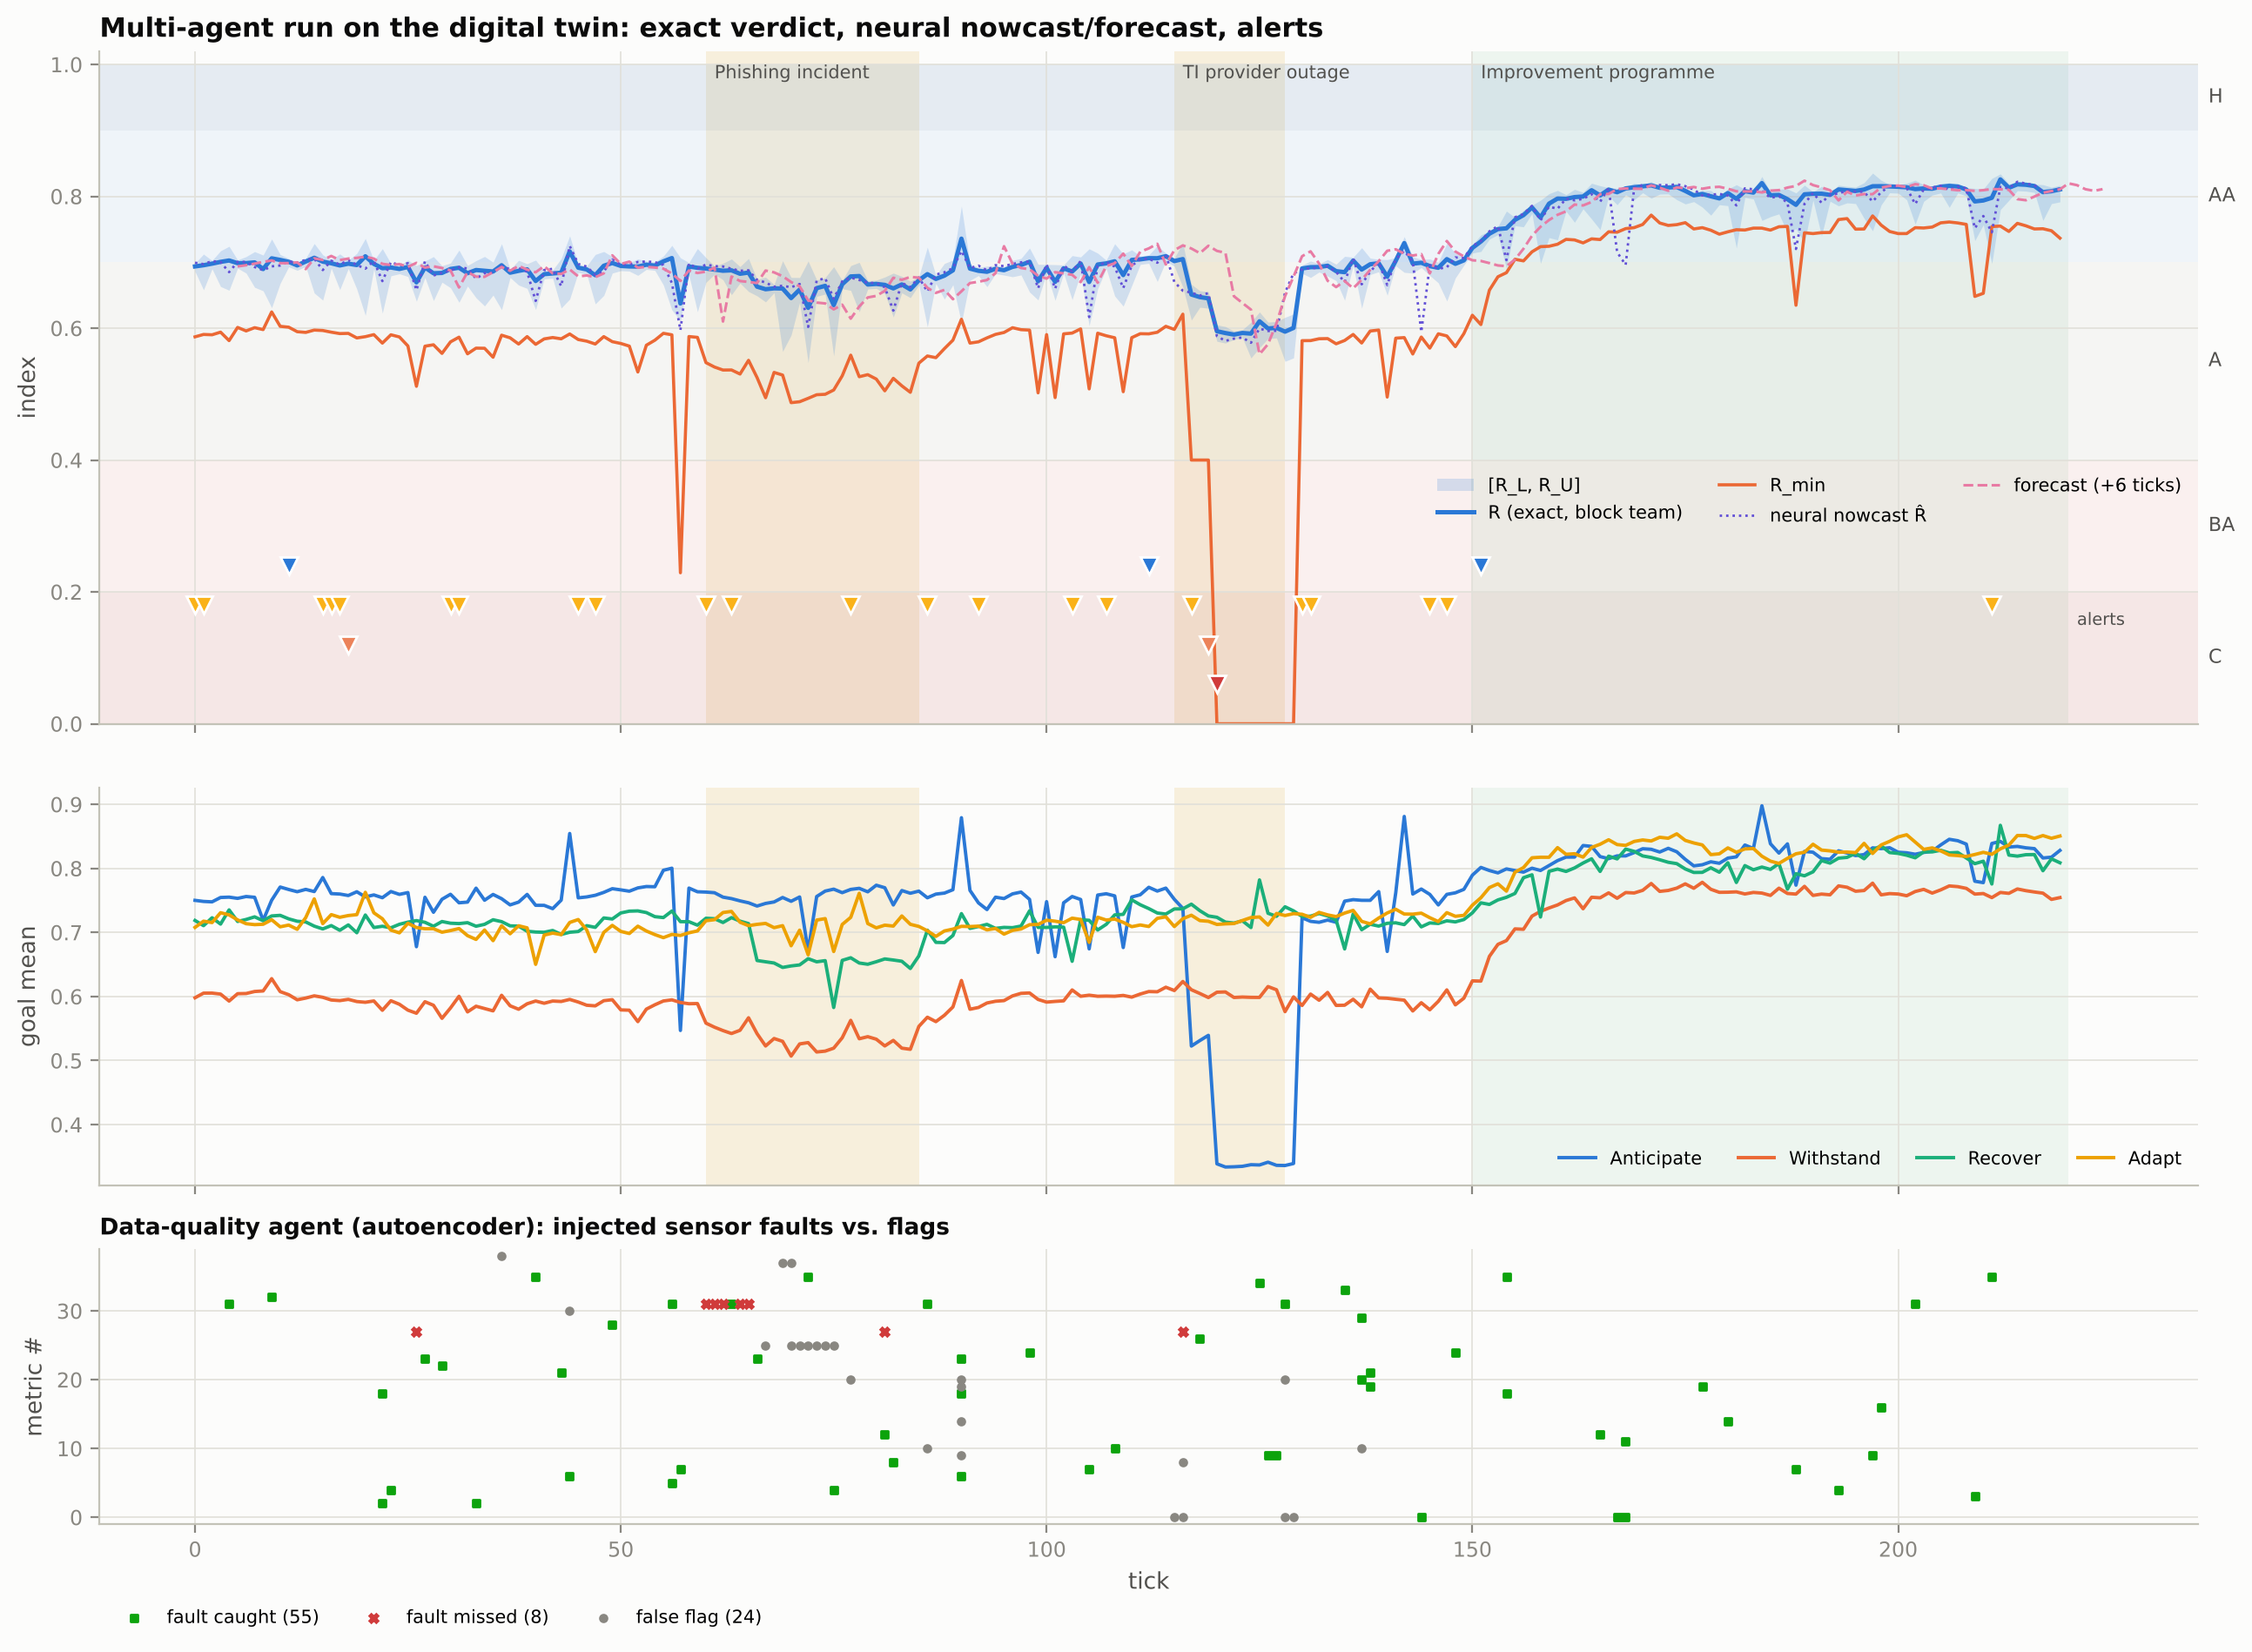 Multi-agent run on the digital twin: exact verdict, neural nowcast/forecast, alerts
Phishing incident
TI provider outage
Improvement programme
1.0
0.8
0.6
0.4
0.2
0.0
index
H
AA
A
BA
C
[R_L, R_U]
R (exact, block team)
R_min
neural nowcast R̂
forecast (+6 ticks)
alerts
0.9
0.8
0.7
0.6
0.5
0.4
goal mean
Anticipate
Withstand
Recover
Adapt
Data-quality agent (autoencoder): injected sensor faults vs. flags
30
20
10
0
metric #
0
50
100
150
200
tick
fault caught (55)
fault missed (8)
false flag (24)